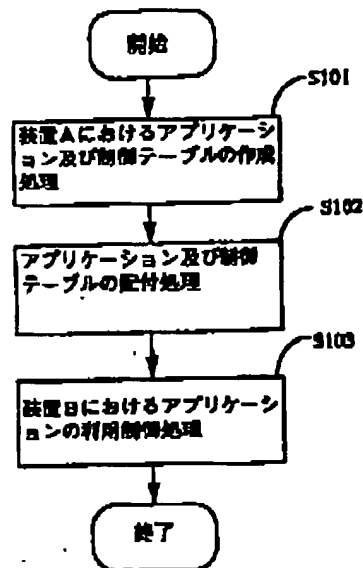 開始
S101
装置Aにおけるアプリケーシ
ョン及び制御テーブルの作成
処理
S102
アプリケーション及び制御
テーブルの配付処理
S103
装置Bにおけるアプリケーシ
ョンの利用制御処理
終了